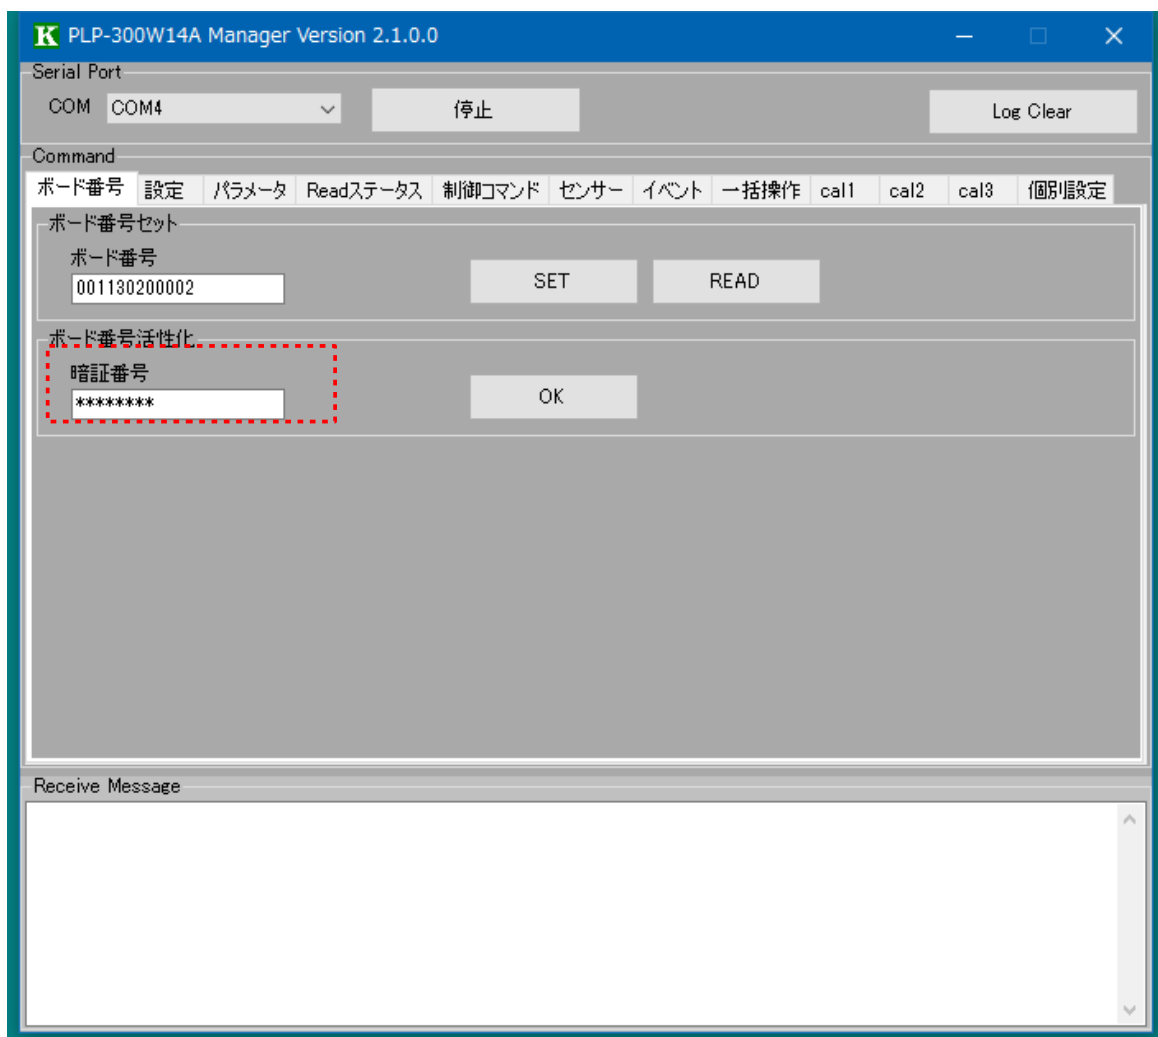 K PLP-300W14A Manager Version 2.1.0.0
Serial Port
COM COM4 停止 Log Clear
Command
ボード番号 設定 パラメータ Readステータス 制御コマンド センサー イベント 一括操作 cal1 cal2 cal3 個別設定
ボード番号セット
ボード番号
001130200002 SET READ
ボード番号活性化
暗証番号
******** OK
Receive Message